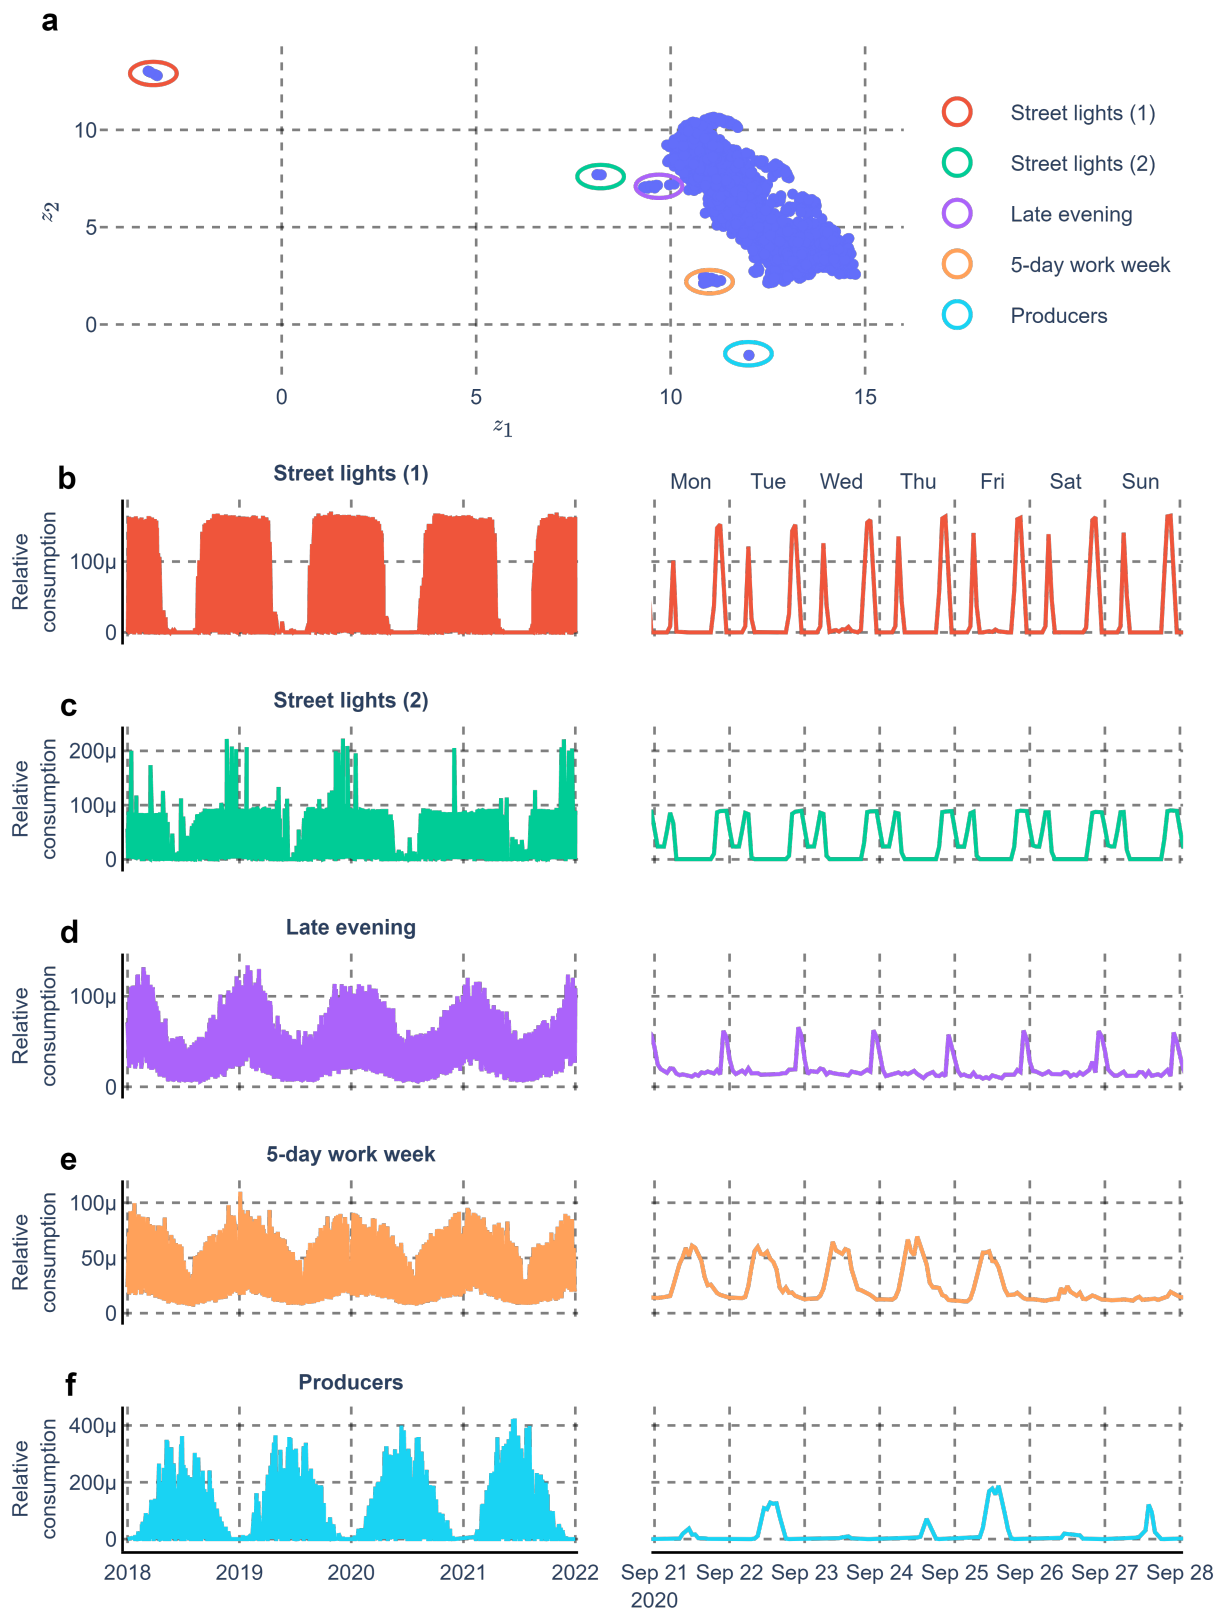 a
10
5
0
z2
0
5
10
15
z1
Street lights (1)
Street lights (2)
Late evening
5-day work week
Producers
b
Street lights (1)
Mon Tue Wed Thu Fri Sat Sun
Relative
consumption
100μ
0
c
Street lights (2)
Relative
consumption
200μ
100μ
0
d
Late evening
Relative
consumption
100μ
0
e
5-day work week
Relative
consumption
100μ
50μ
0
f
Producers
Relative
consumption
400μ
200μ
0
2018 2019 2020 2021 2022
Sep 21 Sep 22 Sep 23 Sep 24 Sep 25 Sep 26 Sep 27 Sep 28
2020